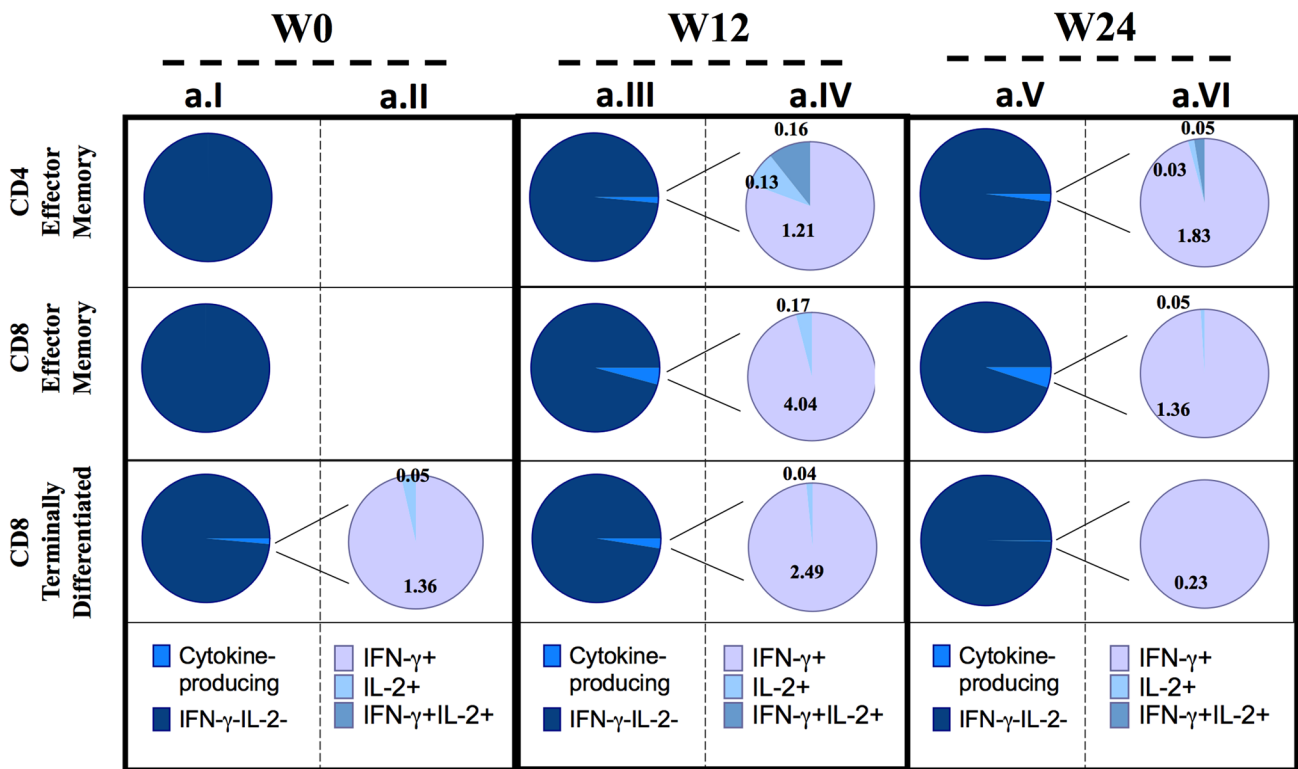 W0
W12
W24
a.I
a.II
a.III
a.IV
a.V
a.VI
CD4
Effector
Memory
0.16
0.13
1.21
0.05
0.03
1.83
CD8
Effector
Memory
0.17
4.04
0.05
1.36
CD8
Terminally
Differentiated
0.05
1.36
0.04
2.49
0.23
Cytokine-
producing
IFN-γ-IL-2-
IFN-γ+
IL-2+
IFN-γ+IL-2+
Cytokine-
producing
IFN-γ-IL-2-
IFN-γ+
IL-2+
IFN-γ+IL-2+
Cytokine-
producing
IFN-γ-IL-2-
IFN-γ+
IL-2+
IFN-γ+IL-2+